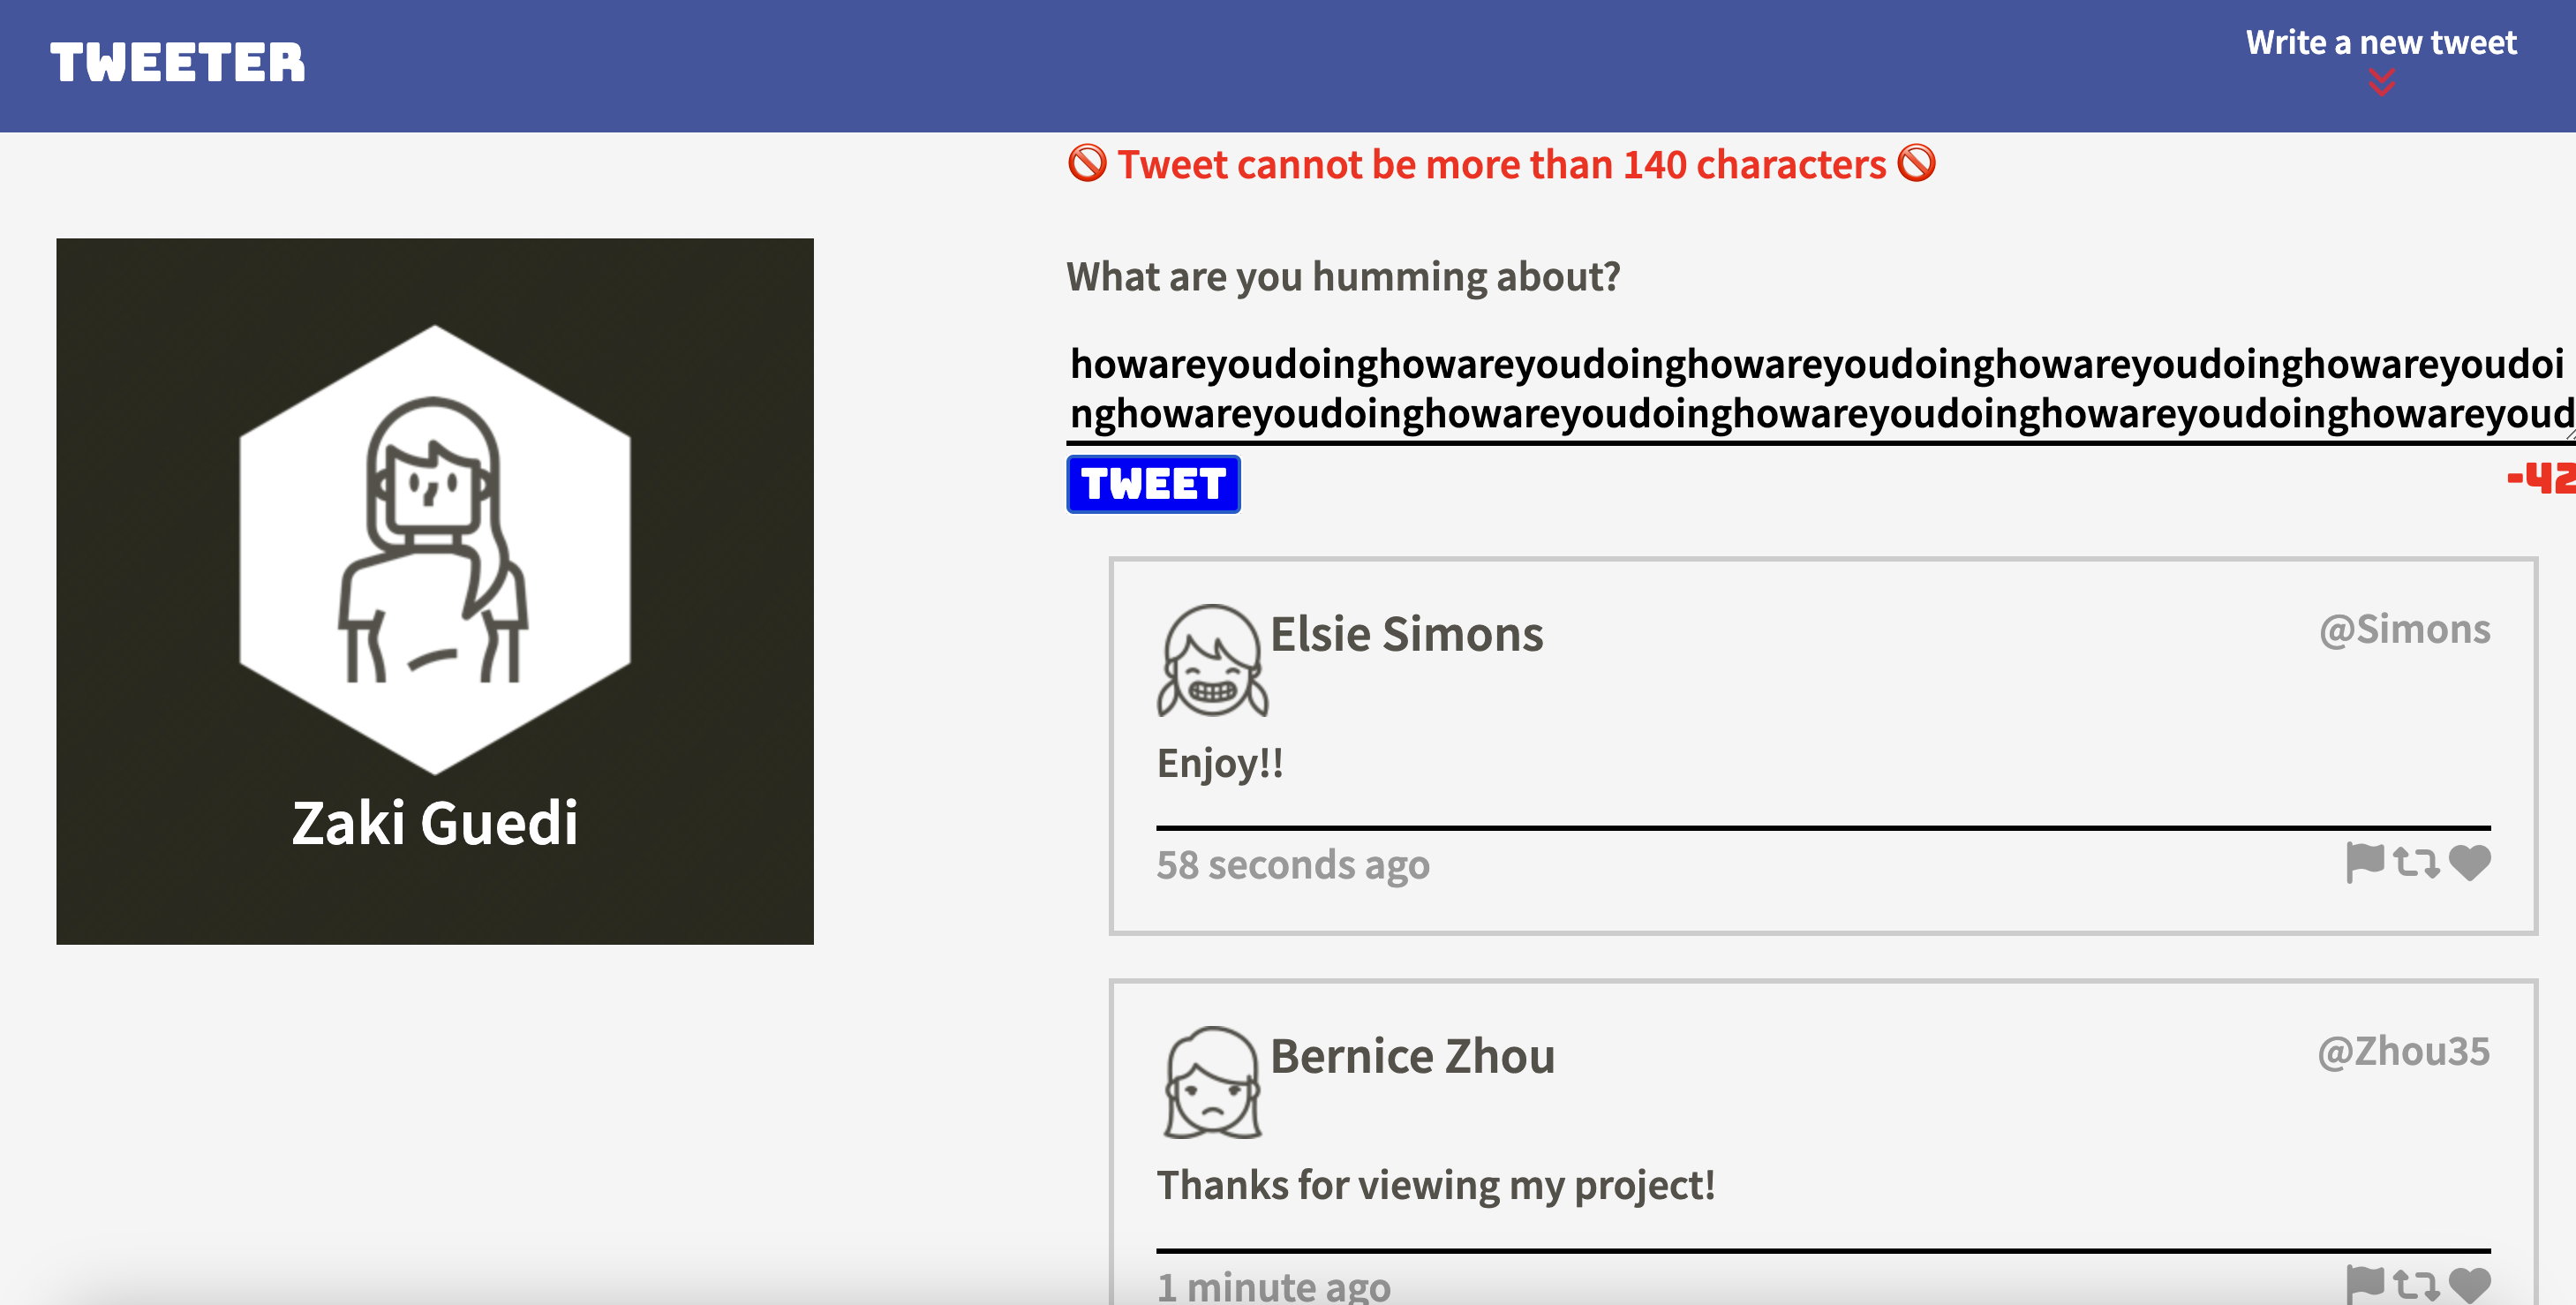 TWEETER
Write a new tweet
🚫 Tweet cannot be more than 140 characters 🚫
What are you humming about?
howareyoudoinghowareyoudoinghowareyoudoinghowareyoudoinghowareyoudoi
nghowareyoudoinghowareyoudoinghowareyoudoinghowareyoudoinghowareyoud
TWEET
-42
Zaki Guedi
Elsie Simons
@Simons
Enjoy!!
58 seconds ago
Bernice Zhou
@Zhou35
Thanks for viewing my project!
1 minute ago